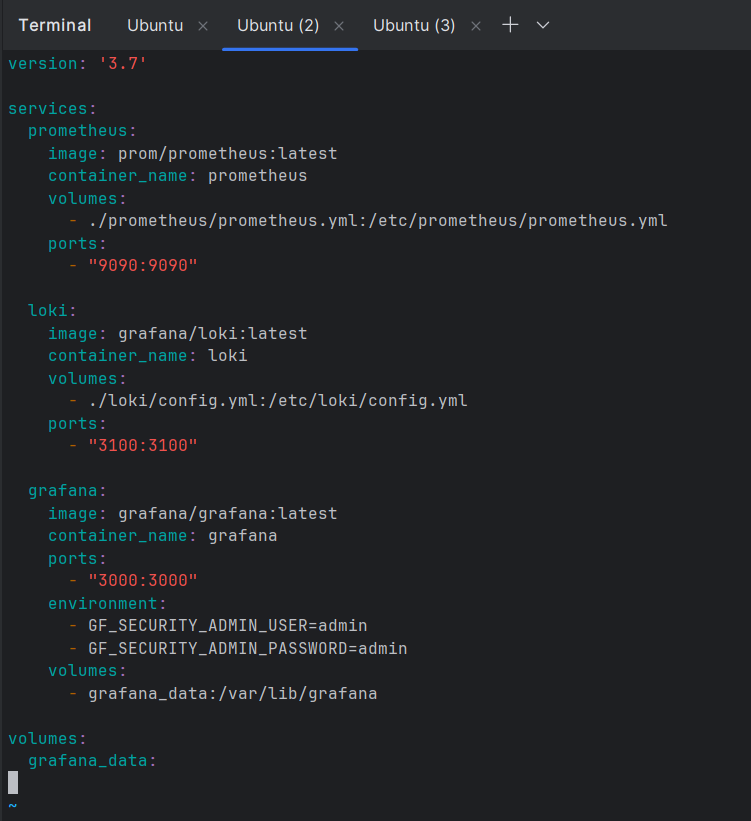 Terminal Ubuntu Ubuntu (2) Ubuntu (3)
version: '3.7'

services:
  prometheus:
    image: prom/prometheus:latest
    container_name: prometheus
    volumes:
      - ./prometheus/prometheus.yml:/etc/prometheus/prometheus.yml
    ports:
      - "9090:9090"

  loki:
    image: grafana/loki:latest
    container_name: loki
    volumes:
      - ./loki/config.yml:/etc/loki/config.yml
    ports:
      - "3100:3100"

  grafana:
    image: grafana/grafana:latest
    container_name: grafana
    ports:
      - "3000:3000"
    environment:
      - GF_SECURITY_ADMIN_USER=admin
      - GF_SECURITY_ADMIN_PASSWORD=admin
    volumes:
      - grafana_data:/var/lib/grafana

volumes:
  grafana_data:

~